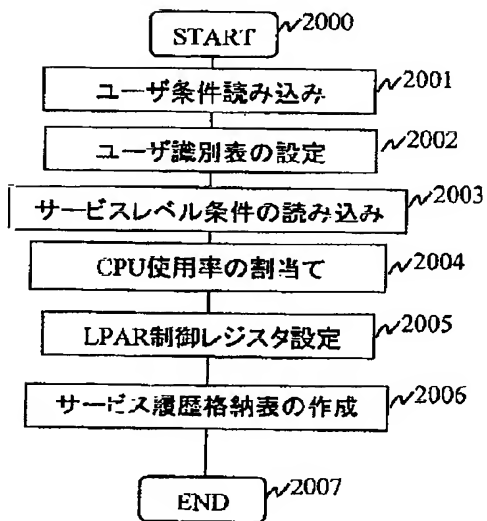 START 2000
ユーザ条件読み込み 2001
ユーザ識別表の設定 2002
サービスレベル条件の読み込み 2003
CPU使用率の割当て 2004
LPAR制御レジスタ設定 2005
サービス履歴格納表の作成 2006
END 2007